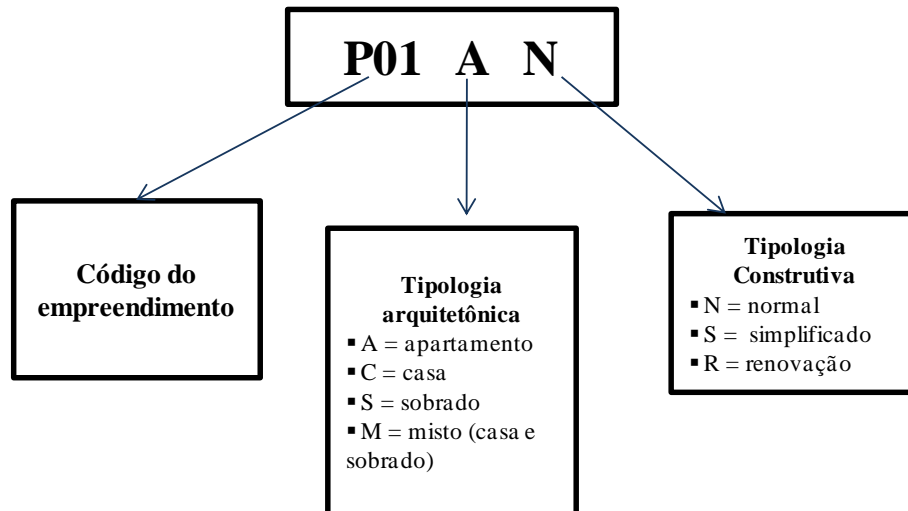 P01 A N
Código do
empreendimento
Tipologia
arquitetônica
▪ A = apartamento
▪ C = casa
▪ S = sobrado
▪ M = misto (casa e
sobrado)
Tipologia
Construtiva
▪ N = normal
▪ S = simplificado
▪ R = renovação